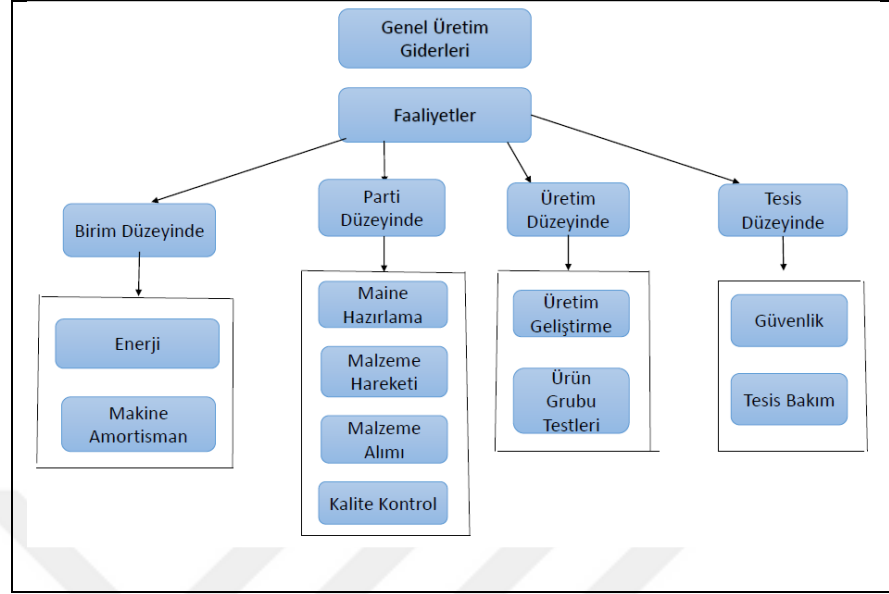 Genel Üretim
Giderleri
Faaliyetler
Birim Düzeyinde
Parti
Düzeyinde
Üretim
Düzeyinde
Tesis
Düzeyinde
Enerji
Makine
Amortisman
Maine
Hazırlama
Malzeme
Hareketi
Malzeme
Alımı
Kalite Kontrol
Üretim
Geliştirme
Ürün
Grubu
Testleri
Güvenlik
Tesis Bakım